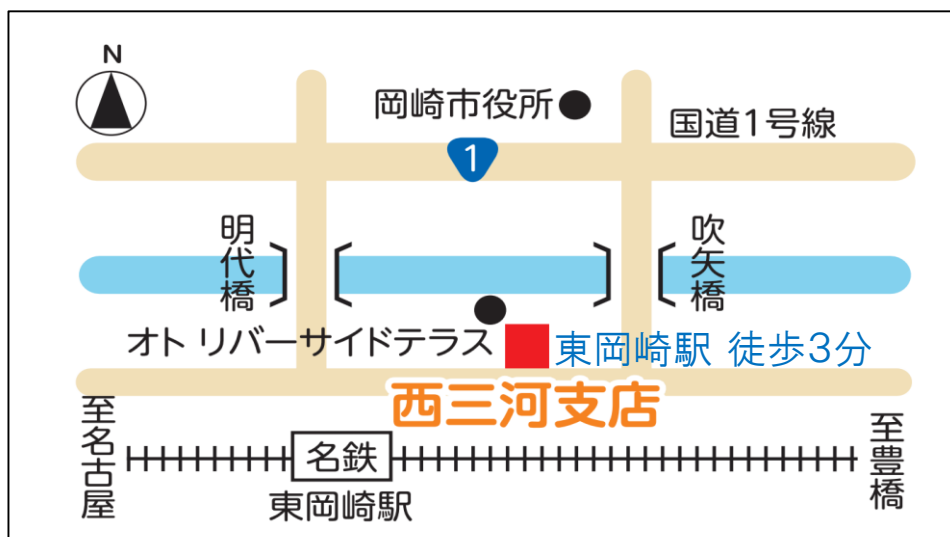 N
岡崎市役所
国道1号線
1
明代橋
吹矢橋
オト リバーサイドテラス
東岡崎駅 徒歩3分
西三河支店
至名古屋
名鉄
東岡崎駅
至豊橋